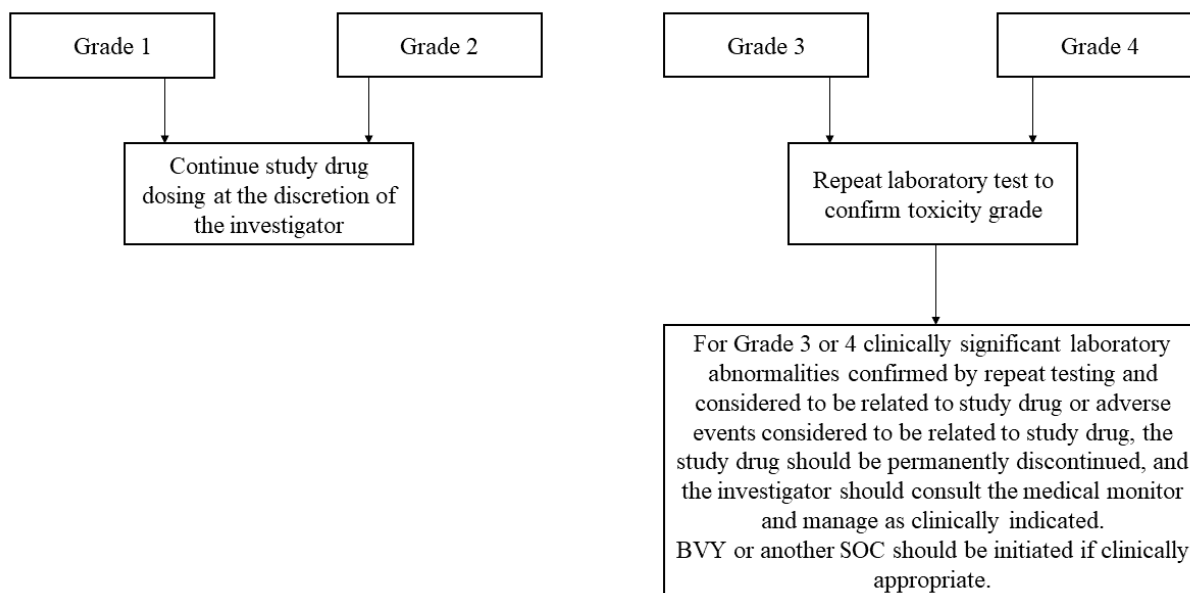 Grade 1
Grade 2
Grade 3
Grade 4
Continue study drug
dosing at the discretion of
the investigator
Repeat laboratory test to
confirm toxicity grade
For Grade 3 or 4 clinically significant laboratory
abnormalities confirmed by repeat testing and
considered to be related to study drug or adverse
events considered to be related to study drug, the
study drug should be permanently discontinued, and
the investigator should consult the medical monitor
and manage as clinically indicated.
BVY or another SOC should be initiated if clinically
appropriate.